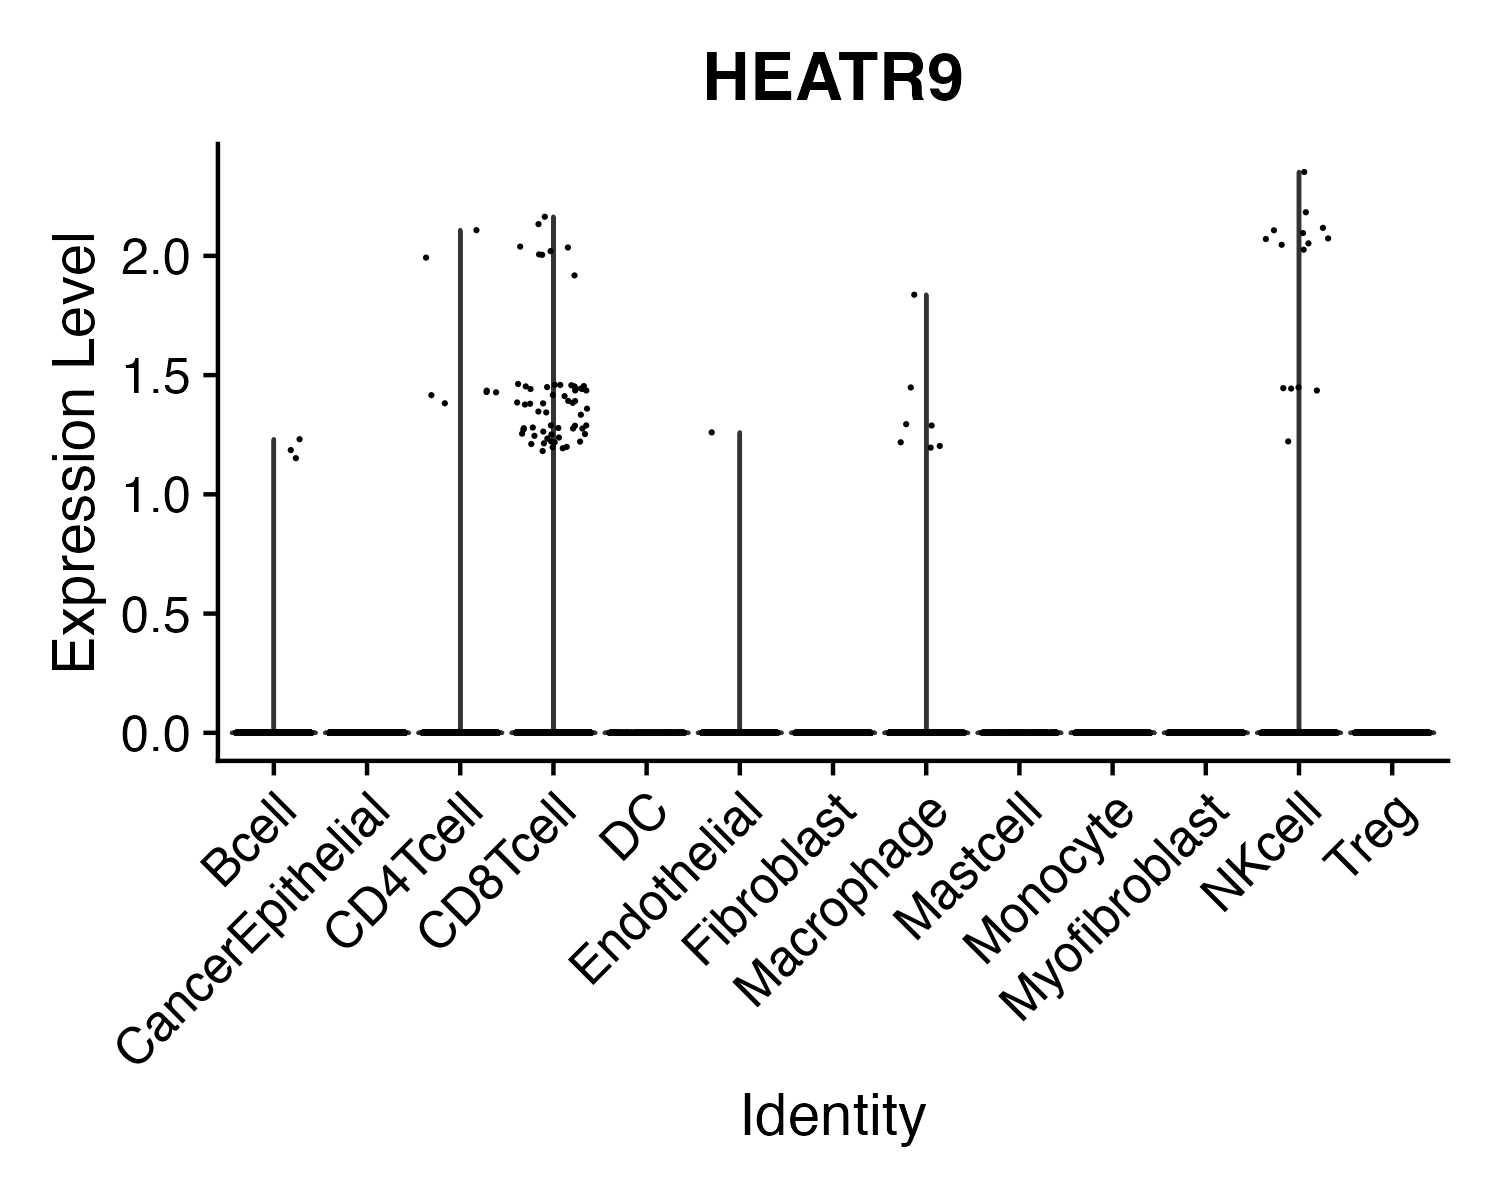 HEATR9
Expression Level
2.0
1.5
1.0
0.5
0.0
Bcell
CancerEpithelial
CD4Tcell
CD8Tcell
DC
Endothelial
Fibroblast
Macrophage
Mastcell
Monocyte
Myofibroblast
NKcell
Treg
Identity